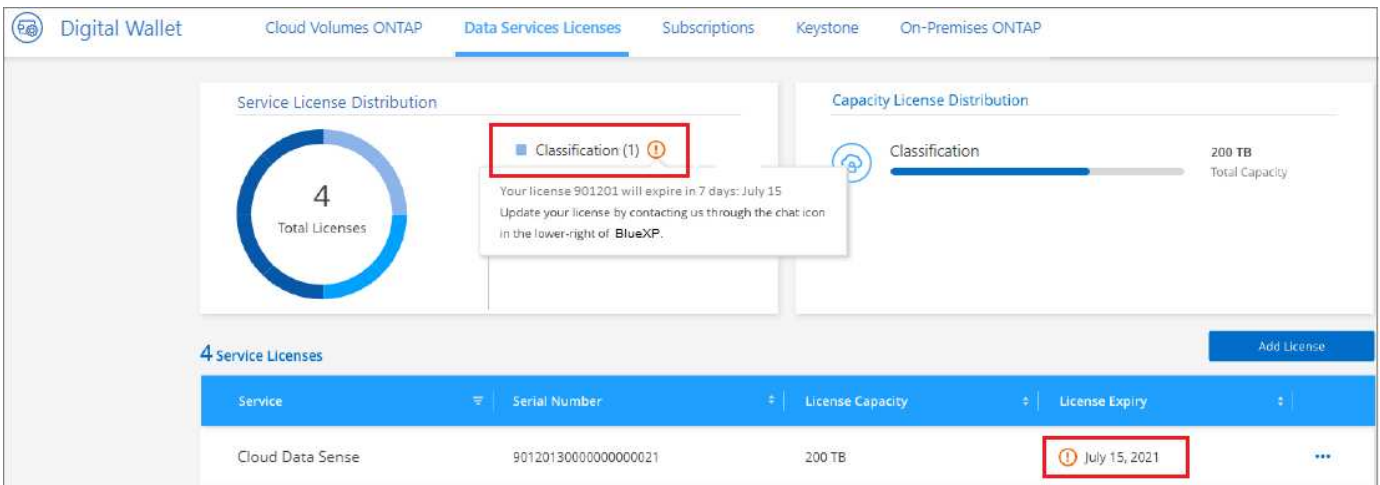 Digital Wallet
Cloud Volumes ONTAP
Data Services Licenses
Subscriptions
Keystone
On-Premises ONTAP
Service License Distribution
4
Total Licenses
Classification (1)
Your license 901201 will expire in 7 days: July 15
Update your license by contacting us through the chat icon
in the lower-right of BlueXP.
Capacity License Distribution
Classification
200 TB
Total Capacity
4 Service Licenses
Add License
Service
Serial Number
License Capacity
License Expiry
Cloud Data Sense
90120130000000000021
200 TB
July 15, 2021